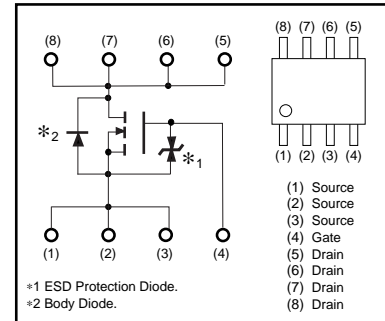 (8) (7) (6) (5)
*2
*1
(1) (2) (3) (4)
*1 ESD Protection Diode.
*2 Body Diode.
(8) (7) (6) (5)
(1) (2) (3) (4)
(1) Source
(2) Source
(3) Source
(4) Gate
(5) Drain
(6) Drain
(7) Drain
(8) Drain